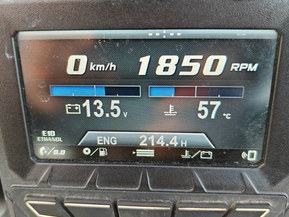 0 km/h 1850 RPM
13.5 V 57 °C
E10
ETHANOL
ENG 214.4 H